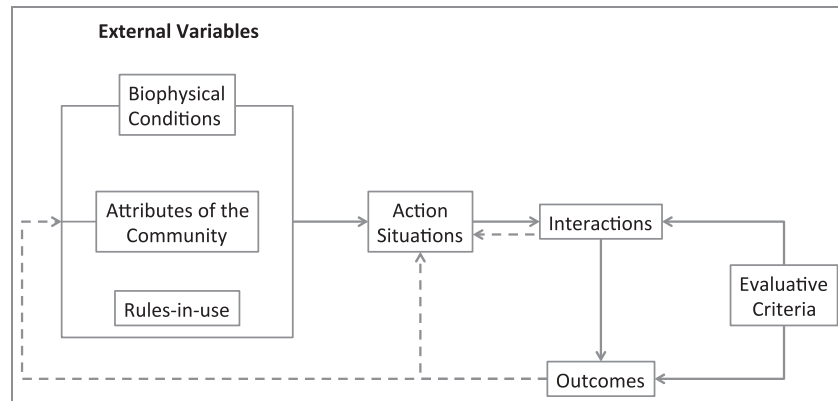 External Variables
Biophysical
Conditions
Attributes of the
Community
Rules-in-use
Action
Situations
Interactions
Evaluative
Criteria
Outcomes